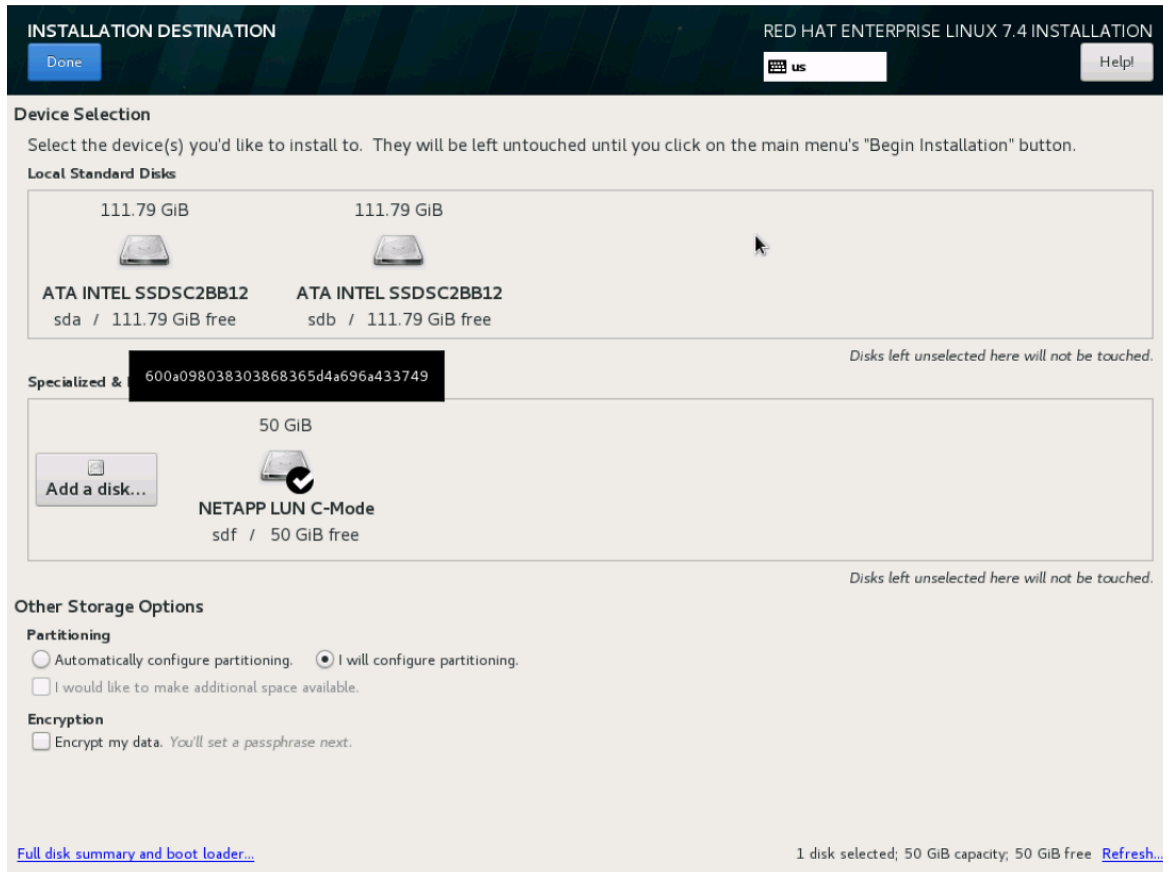 INSTALLATION DESTINATION
RED HAT ENTERPRISE LINUX 7.4 INSTALLATION
Done
us
Help!
Device Selection
Select the device(s) you'd like to install to. They will be left untouched until you click on the main menu's "Begin Installation" button.
Local Standard Disks
111.79 GiB 111.79 GiB
ATA INTEL SSDSC2BB12 ATA INTEL SSDSC2BB12
sda / 111.79 GiB free sdb / 111.79 GiB free
Disks left unselected here will not be touched.
600a098038303868365d4a696a433749
Specialized &
50 GiB
Add a disk...
NETAPP LUN C-Mode
sdf / 50 GiB free
Disks left unselected here will not be touched.
Other Storage Options
Partitioning
Automatically configure partitioning. I will configure partitioning.
I would like to make additional space available.
Encryption
Encrypt my data. You'll set a passphrase next.
Full disk summary and boot loader... 1 disk selected; 50 GiB capacity; 50 GiB free Refresh...